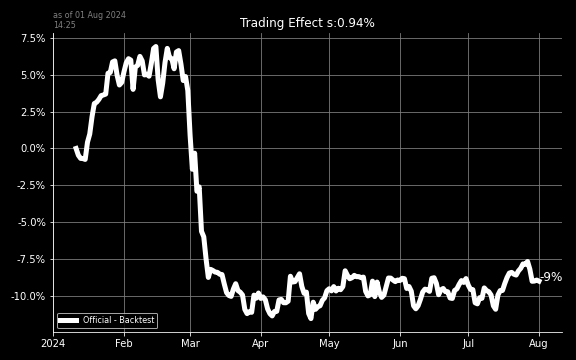 as of 01 Aug 2024
14:25
Trading Effect s:0.94%
7.5%
5.0%
2.5%
0.0%
-2.5%
-5.0%
-7.5%
-10.0%
-9%
Official - Backtest
2024 Feb Mar Apr May Jun Jul Aug